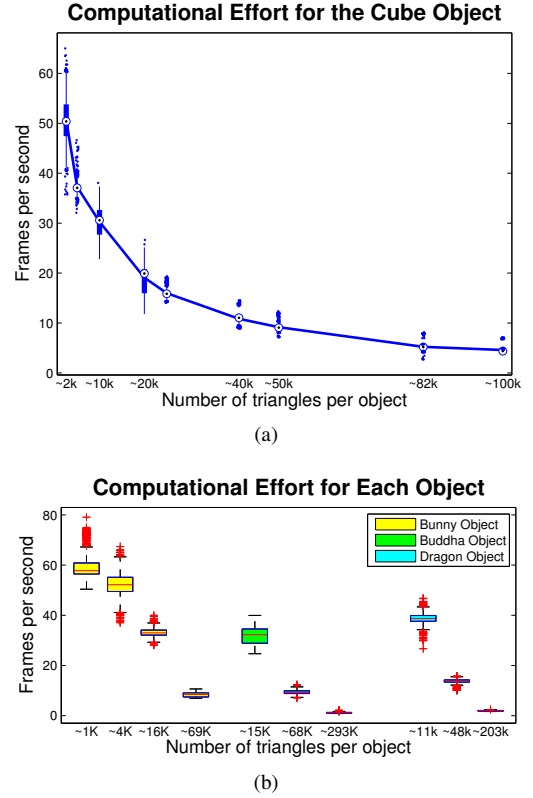 Computational Effort for the Cube Object
Frames per second
60
50
40
30
20
10
0
~2k ~10k ~20k ~40k ~50k ~82k ~100k
Number of triangles per object
(a)
Computational Effort for Each Object
Frames per second
80
60
40
20
0
Bunny Object
Buddha Object
Dragon Object
~1K ~4K ~16K ~69K ~15K ~68K ~293K ~11k ~48k ~203k
Number of triangles per object
(b)